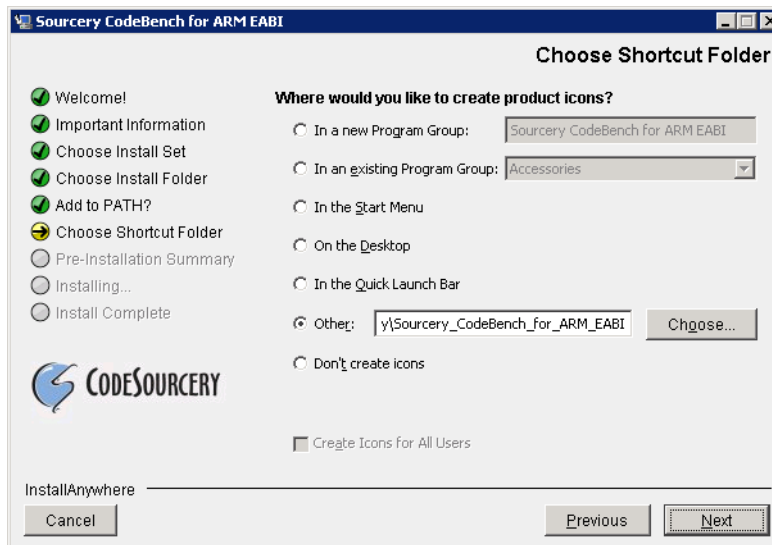 Sourcery CodeBench for ARM EABI
Choose Shortcut Folder
Welcome!
Important Information
Choose Install Set
Choose Install Folder
Add to PATH?
Choose Shortcut Folder
Pre-Installation Summary
Installing...
Install Complete
CODESOURCERY
Where would you like to create product icons?
In a new Program Group: Sourcery CodeBench for ARM EABI
In an existing Program Group: Accessories
In the Start Menu
On the Desktop
In the Quick Launch Bar
Other: y\Sourcery_CodeBench_for_ARM_EABI Choose...
Don't create icons
Create Icons for All Users
InstallAnywhere
Cancel Previous Next